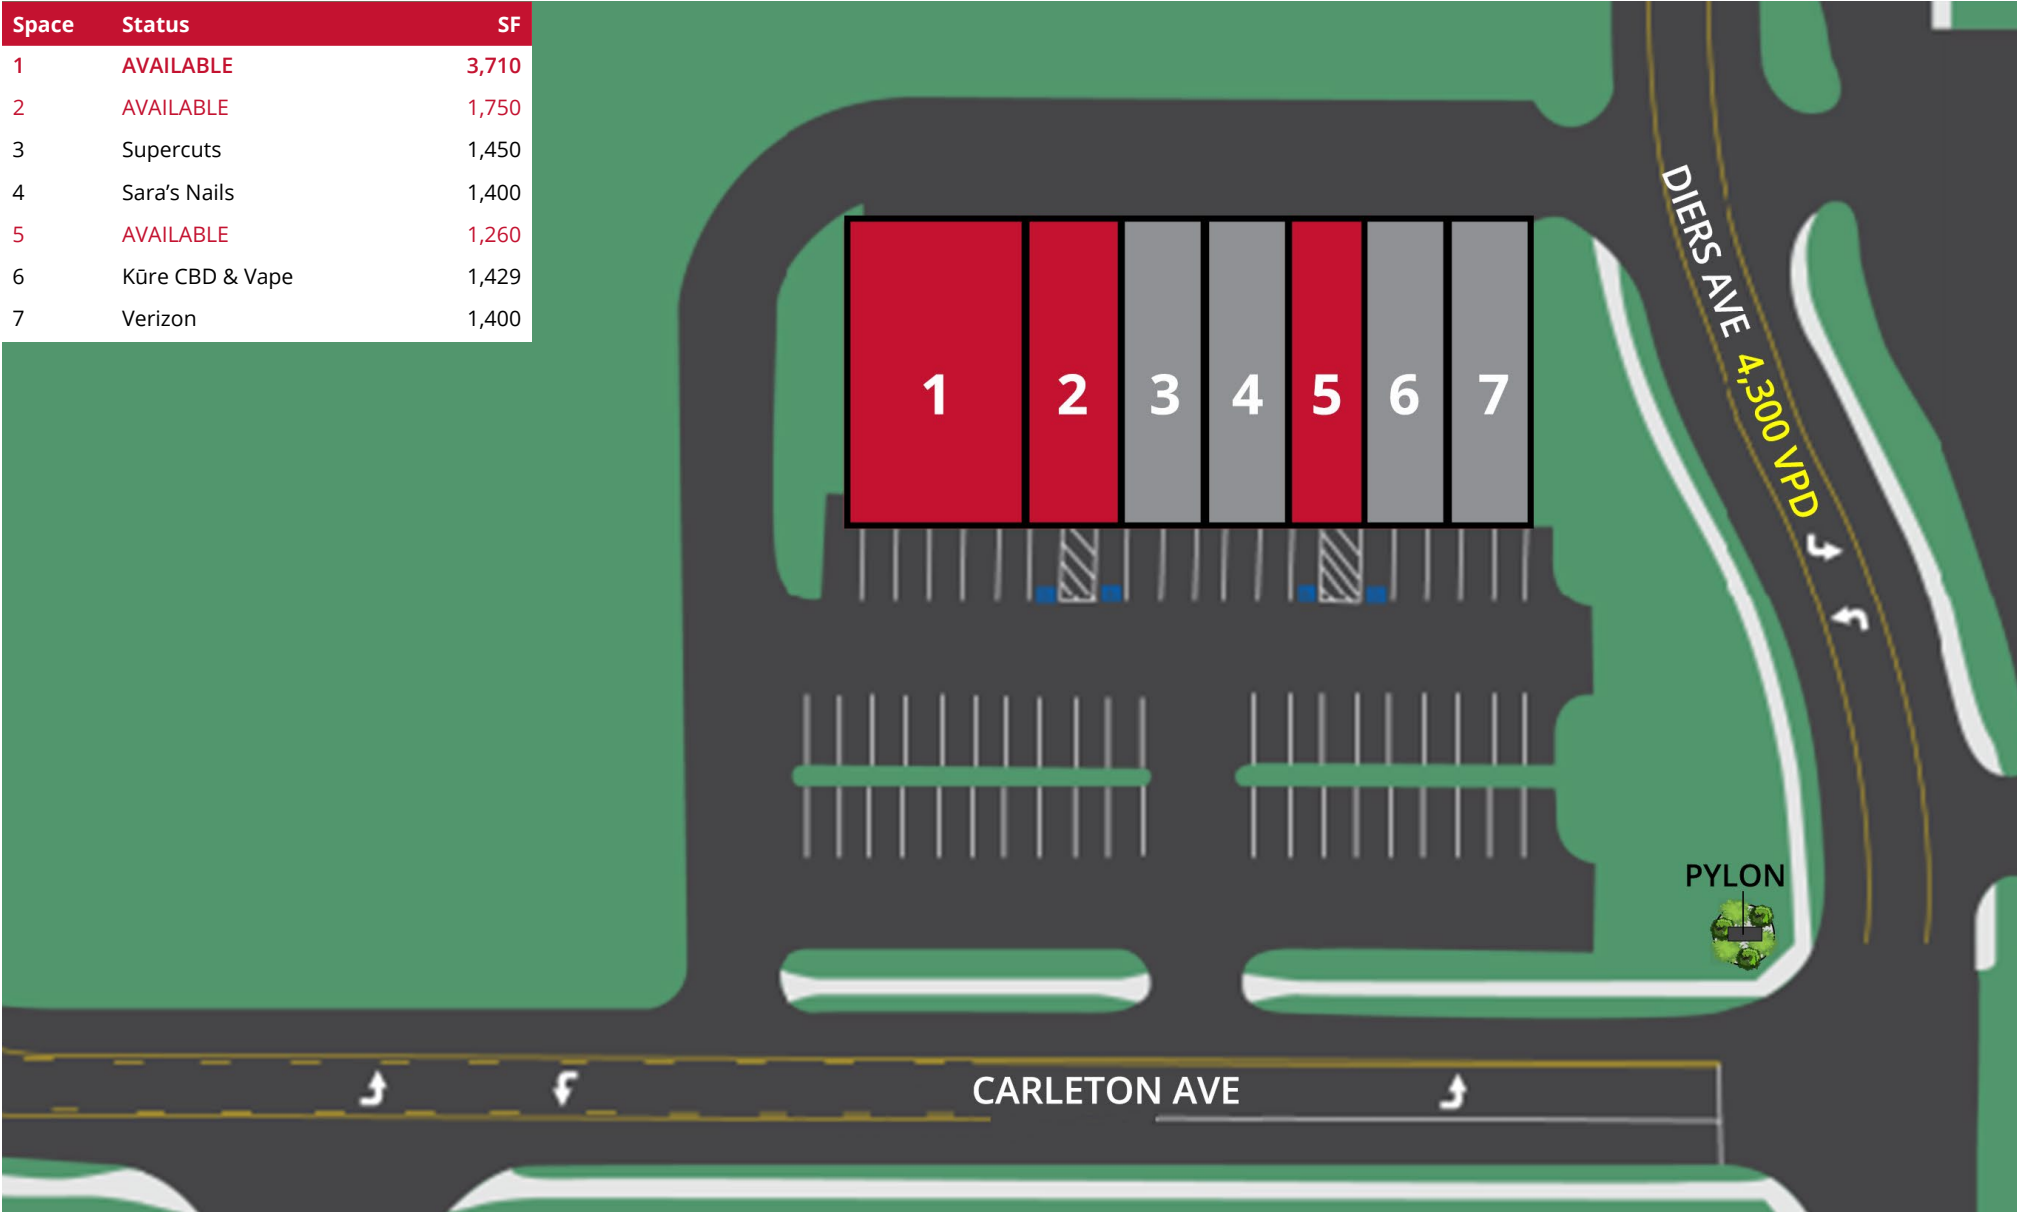 Space Status SF
1 AVAILABLE 3,710
2 AVAILABLE 1,750
3 Supercuts 1,450
4 Sara’s Nails 1,400
5 AVAILABLE 1,260
6 Kūre CBD & Vape 1,429
7 Verizon 1,400
DIERS AVE 4,300 VPD
1 2 3 4 5 6 7
PYLON
CARLETON AVE